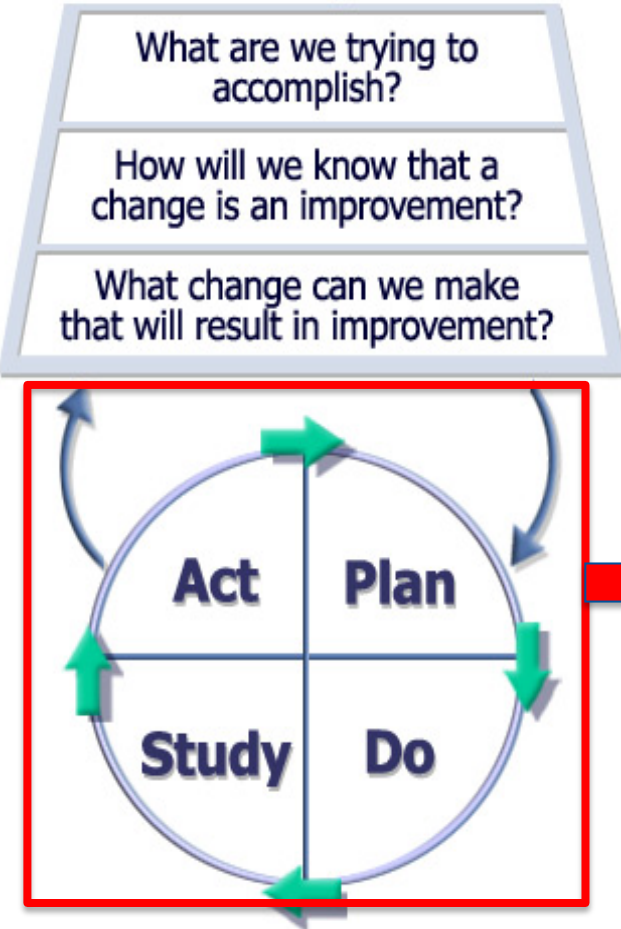 What are we trying to
accomplish?
How will we know that a
change is an improvement?
What change can we make
that will result in improvement?
Act Plan
Study Do